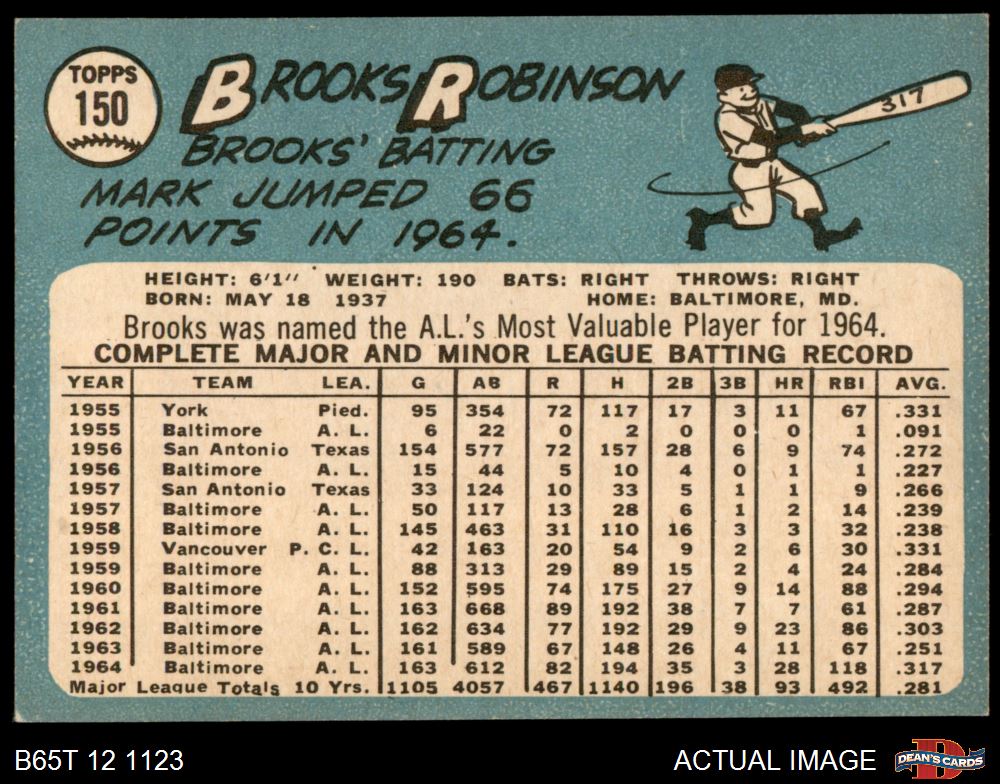 TOPPS
150
BROOKS ROBINSON
317
BROOKS' BATTING
MARK JUMPED 66
POINTS IN 1964.
HEIGHT: 6'1" WEIGHT: 190 BATS: RIGHT THROWS: RIGHT
BORN: MAY 18 1937 HOME: BALTIMORE, MD.
Brooks was named the A.L.'s Most Valuable Player for 1964.
COMPLETE MAJOR AND MINOR LEAGUE BATTING RECORD
YEAR TEAM LEA. G AB R H 2B 3B HR RBI AVG.
1955 York Pied. 95 354 72 117 17 3 11 67 .331
1955 Baltimore A. L. 6 22 0 2 0 0 0 1 .091
1956 San Antonio Texas 154 577 72 157 28 6 9 74 .272
1956 Baltimore A. L. 15 44 5 10 4 0 1 1 .227
1957 San Antonio Texas 33 124 10 33 5 1 1 9 .266
1957 Baltimore A. L. 50 117 13 28 6 1 2 14 .239
1958 Baltimore A. L. 145 463 31 110 16 3 3 32 .238
1959 Vancouver P. C. L. 42 163 20 54 9 2 6 30 .331
1959 Baltimore A. L. 88 313 29 89 15 2 4 24 .284
1960 Baltimore A. L. 152 595 74 175 27 9 14 88 .294
1961 Baltimore A. L. 163 668 89 192 38 7 7 61 .287
1962 Baltimore A. L. 162 634 77 192 29 9 23 86 .303
1963 Baltimore A. L. 161 589 67 148 26 4 11 67 .251
1964 Baltimore A. L. 163 612 82 194 35 3 28 118 .317
Major League Totals 10 Yrs. 1105 4057 467 1140 196 38 93 492 .281
B65T 12 1123
ACTUAL IMAGE
DEAN'S CARDS